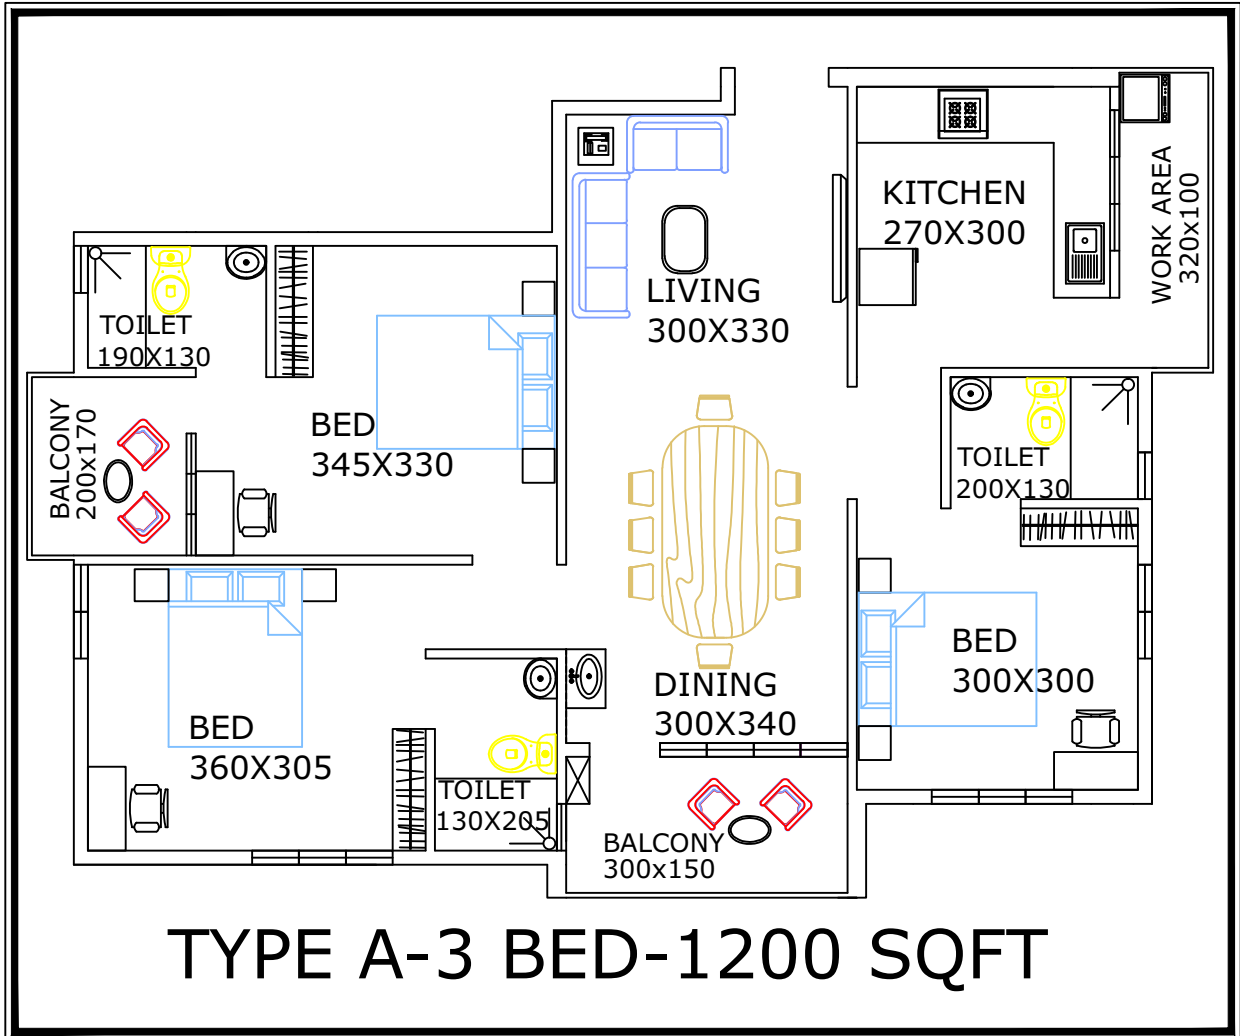 KITCHEN
270X300
WORK AREA
320x100
LIVING
300X330
TOILET
190X130
BALCONY
200x170
BED
345X330
TOILET
200X130
BED
300X300
DINING
300X340
BED
360X305
TOILET
130X205
BALCONY
300x150
TYPE A-3 BED-1200 SQFT